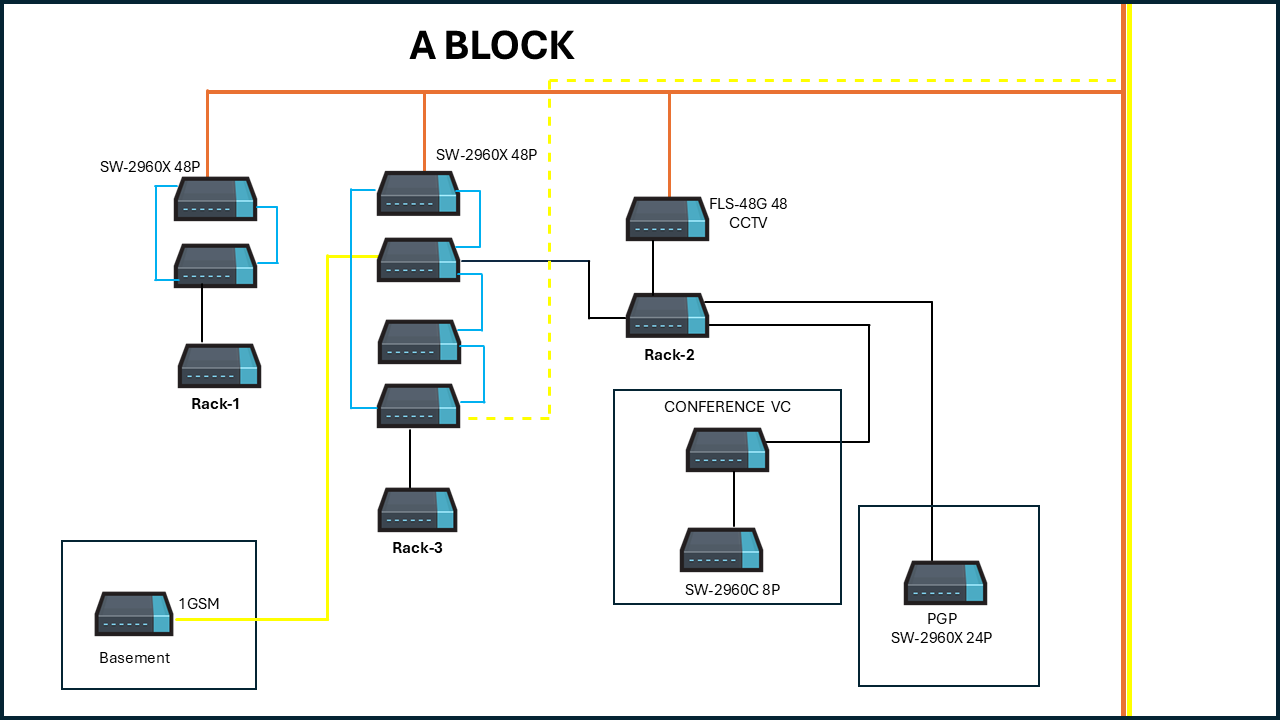 A BLOCK
SW-2960X 48P
SW-2960X 48P
FLS-48G 48
CCTV
Rack-2
Rack-1
CONFERENCE VC
Rack-3
SW-2960C 8P
1GSM
Basement
PGP
SW-2960X 24P